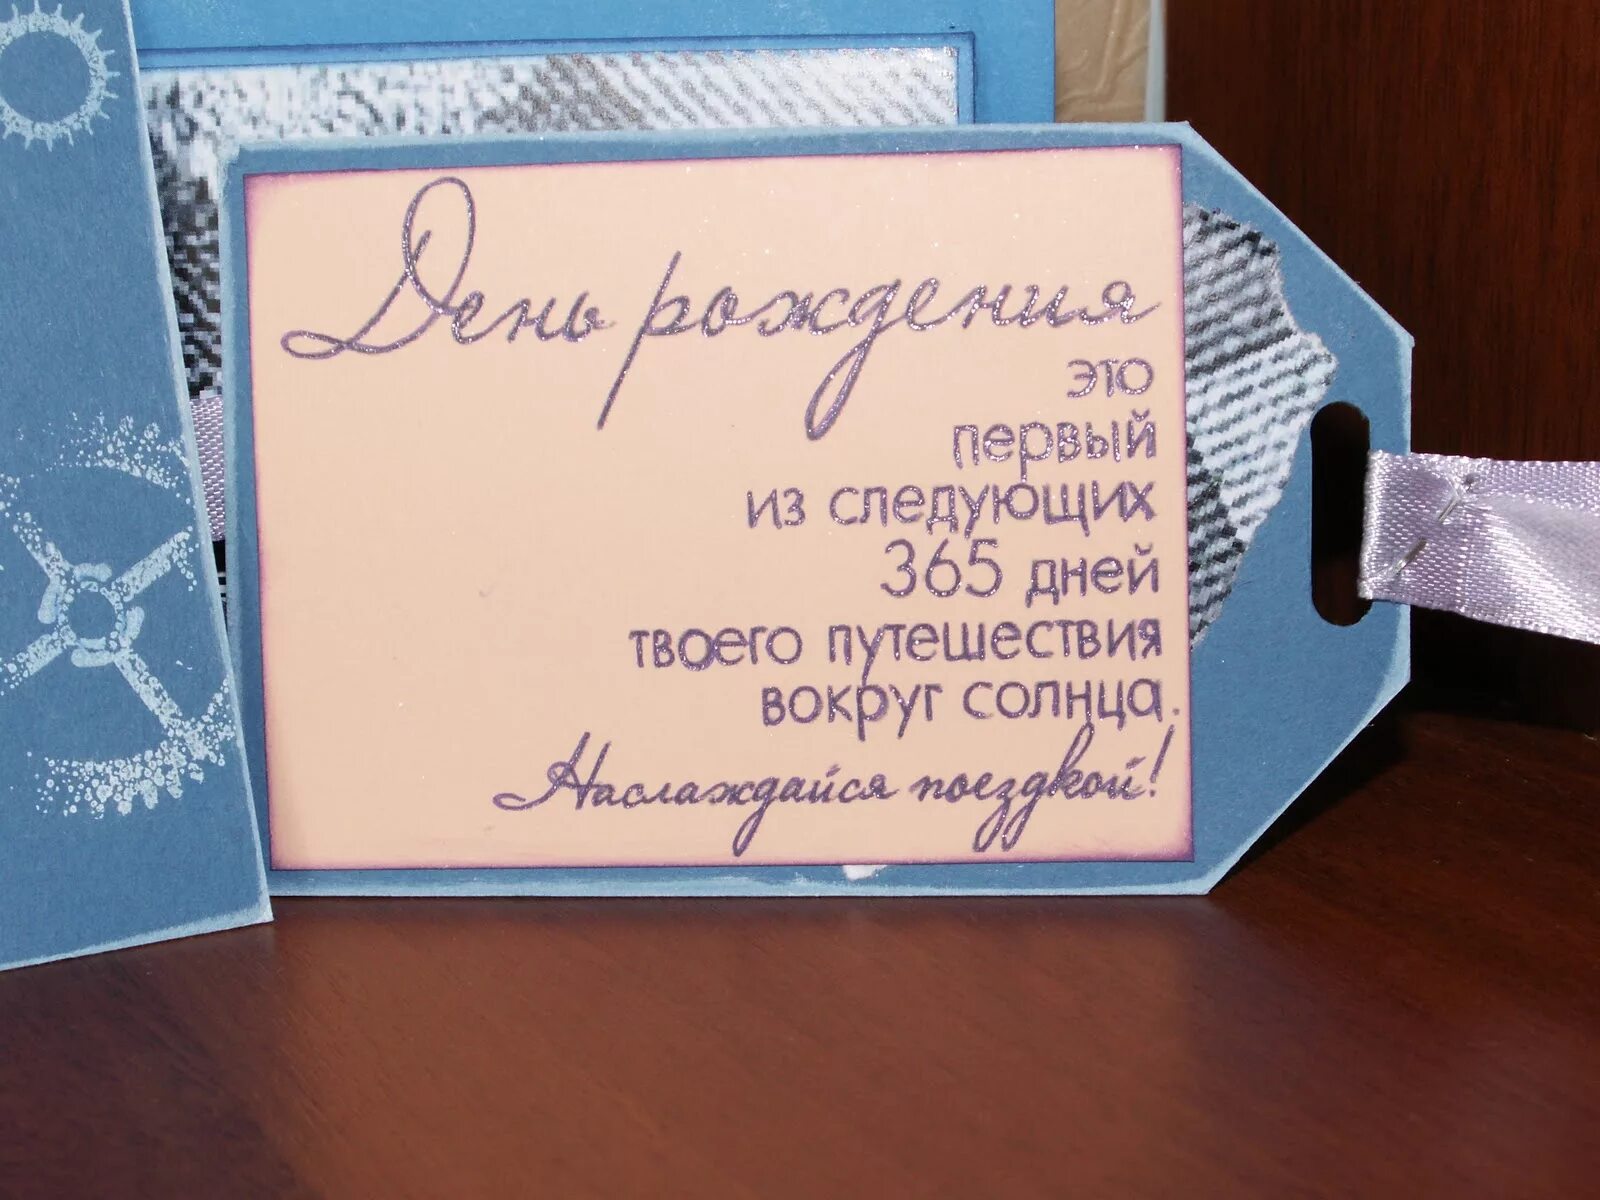 День рождения
это
первый
из следующих
365 дней
твоего путешествия
вокруг солнца.
Наслаждайся поездкой!